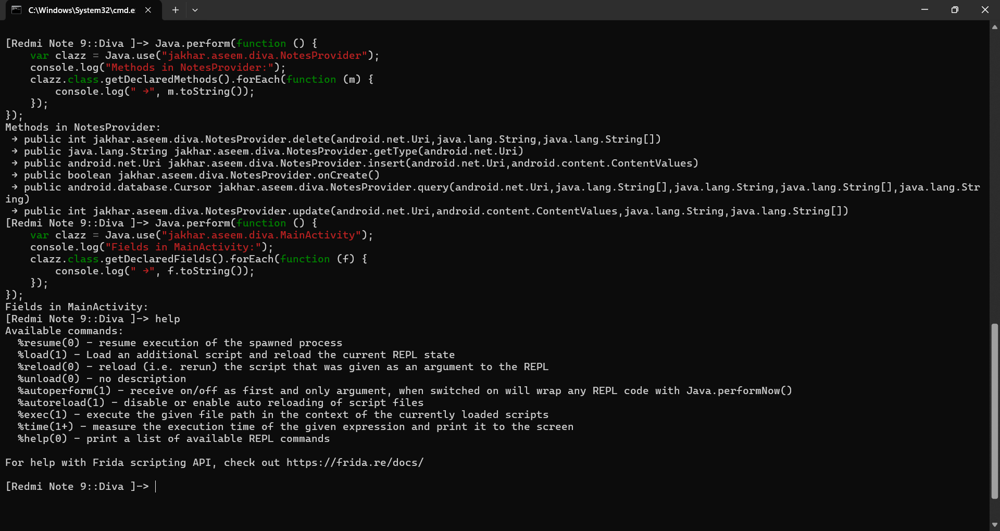 C:\Windows\System32\cmd.e
[Redmi Note 9::Diva ]-> Java.perform(function () {
    var clazz = Java.use("jakhar.aseem.diva.NotesProvider");
    console.log("Methods in NotesProvider:");
    clazz.class.getDeclaredMethods().forEach(function (m) {
        console.log(" →", m.toString());
    });
});
Methods in NotesProvider:
 → public int jakhar.aseem.diva.NotesProvider.delete(android.net.Uri,java.lang.String,java.lang.String[])
 → public java.lang.String jakhar.aseem.diva.NotesProvider.getType(android.net.Uri)
 → public android.net.Uri jakhar.aseem.diva.NotesProvider.insert(android.net.Uri,android.content.ContentValues)
 → public boolean jakhar.aseem.diva.NotesProvider.onCreate()
 → public android.database.Cursor jakhar.aseem.diva.NotesProvider.query(android.net.Uri,java.lang.String[],java.lang.String,java.lang.String[],java.lang.Str
ing)
 → public int jakhar.aseem.diva.NotesProvider.update(android.net.Uri,android.content.ContentValues,java.lang.String,java.lang.String[])
[Redmi Note 9::Diva ]-> Java.perform(function () {
    var clazz = Java.use("jakhar.aseem.diva.MainActivity");
    console.log("Fields in MainActivity:");
    clazz.class.getDeclaredFields().forEach(function (f) {
        console.log(" →", f.toString());
    });
});
Fields in MainActivity:
[Redmi Note 9::Diva ]-> help
Available commands:
  %resume(0) - resume execution of the spawned process
  %load(1) - Load an additional script and reload the current REPL state
  %reload(0) - reload (i.e. rerun) the script that was given as an argument to the REPL
  %unload(0) - no description
  %autoperform(1) - receive on/off as first and only argument, when switched on will wrap any REPL code with Java.performNow()
  %autoreload(1) - disable or enable auto reloading of script files
  %exec(1) - execute the given file path in the context of the currently loaded scripts
  %time(1+) - measure the execution time of the given expression and print it to the screen
  %help(0) - print a list of available REPL commands
For help with Frida scripting API, check out https://frida.re/docs/
[Redmi Note 9::Diva ]->